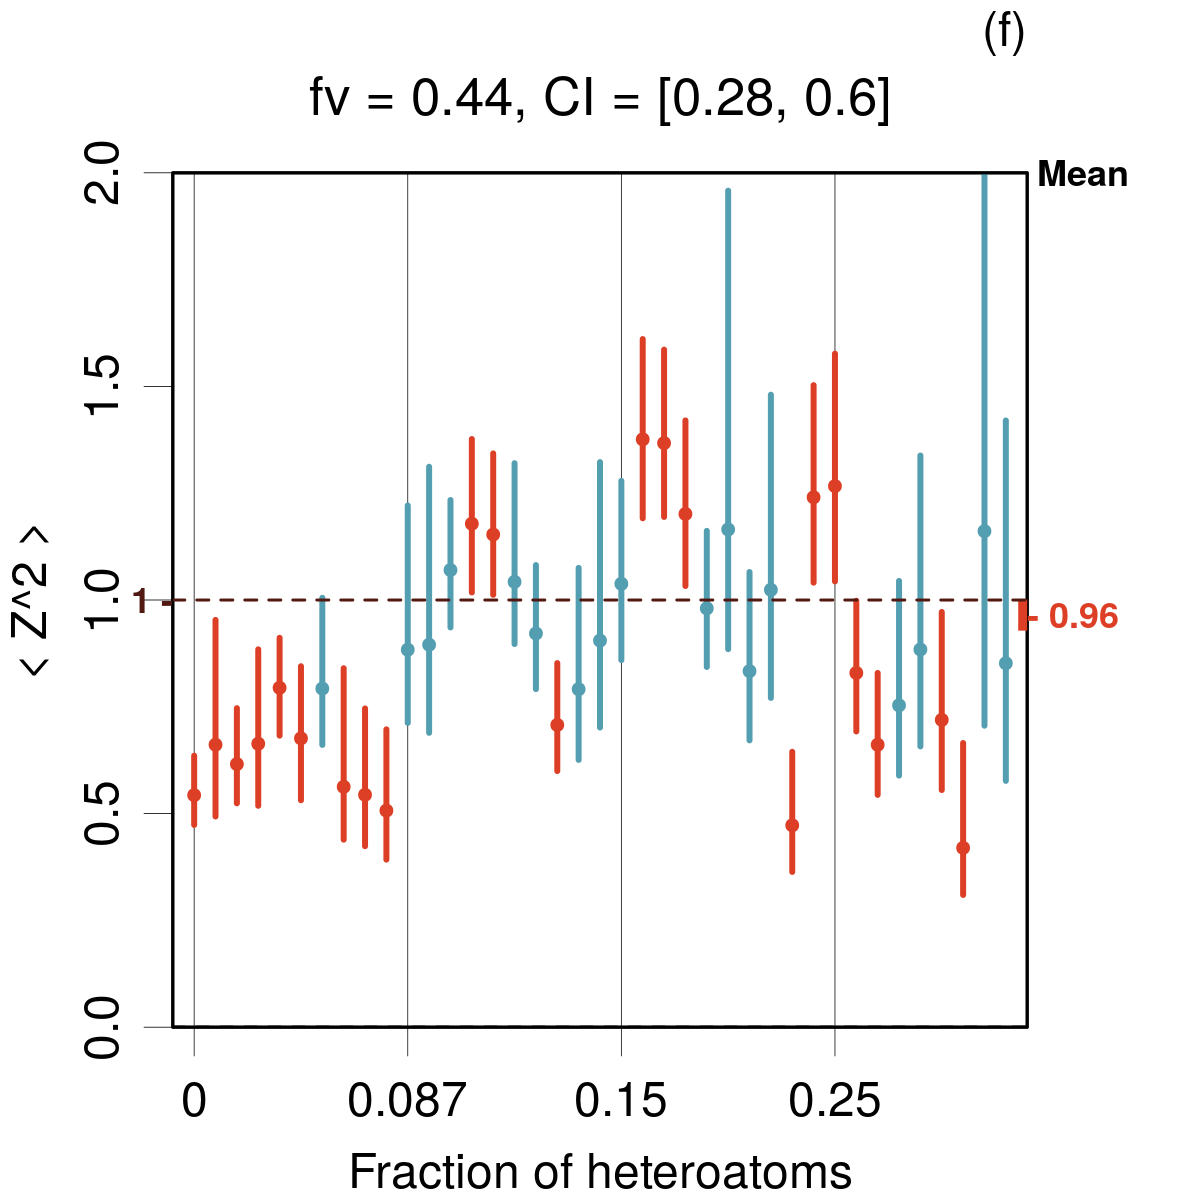 (f)
fv = 0.44, CI = [0.28, 0.6]
Mean
2.0
1.5
1.0
0.5
0.0
1
0.96
< Z^2 >
0
0.087
0.15
0.25
Fraction of heteroatoms